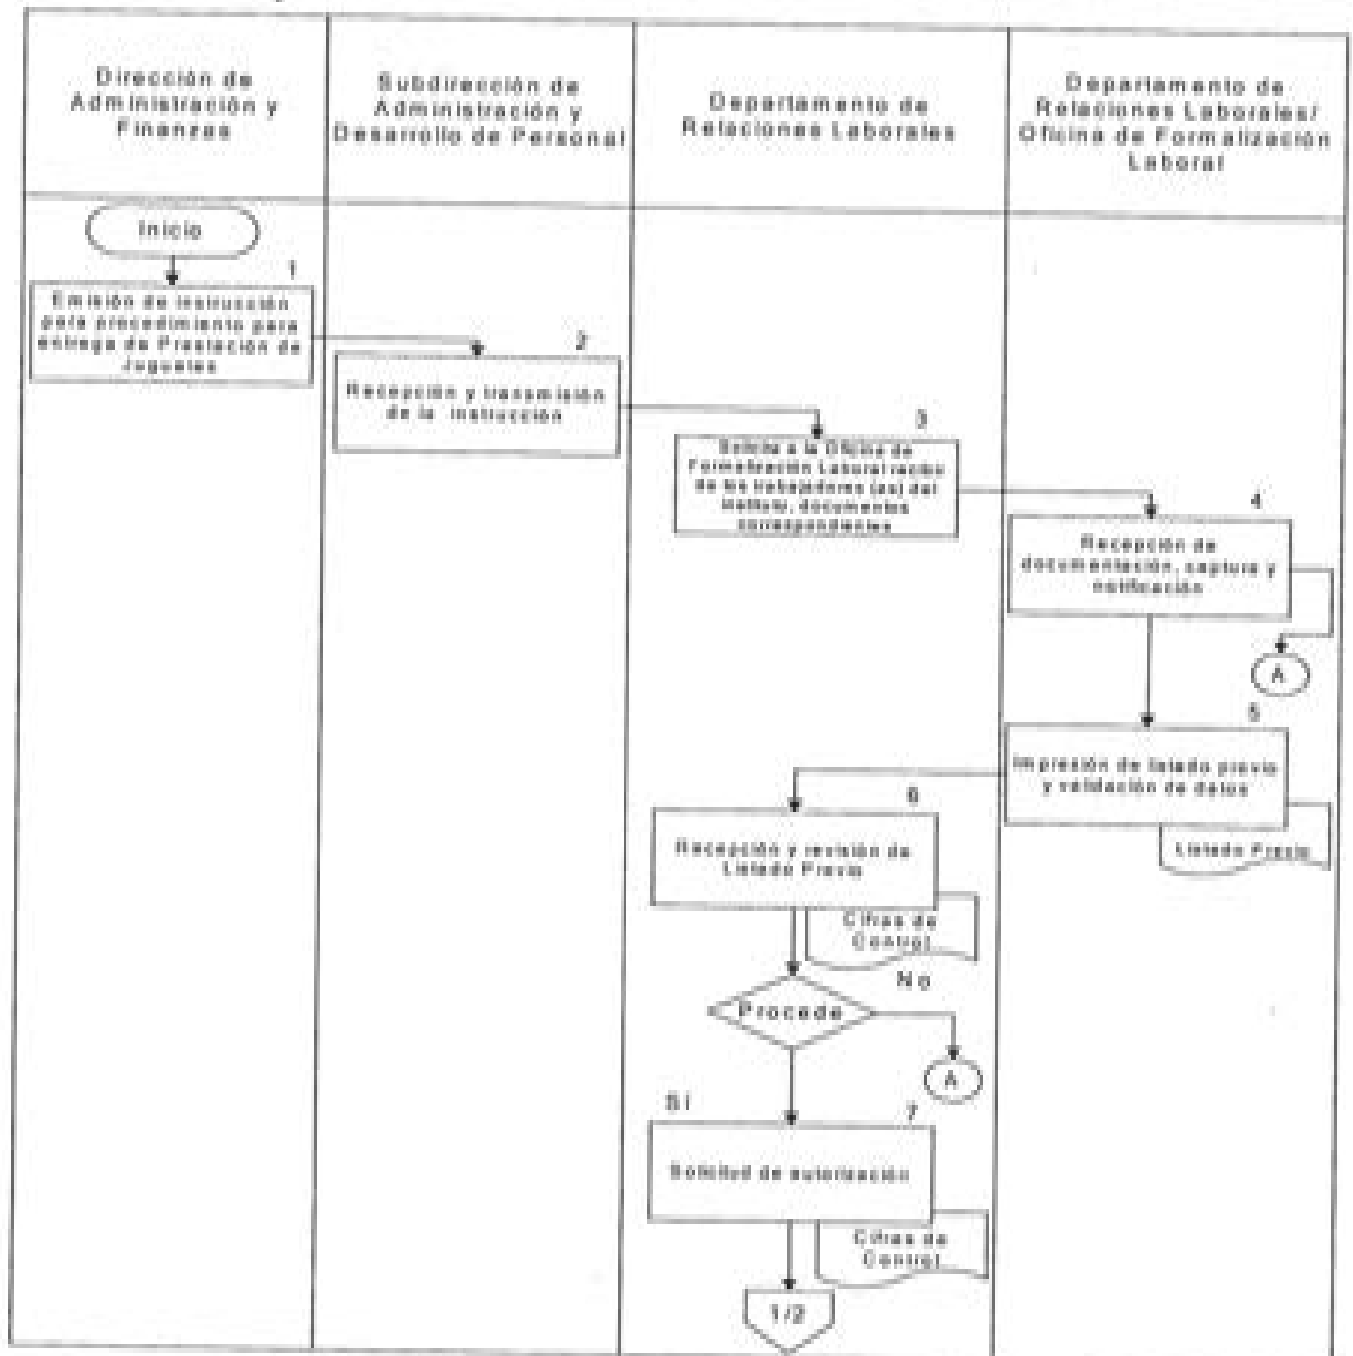 Dirección de
Administración y
Finanzas
Subdirección de
Administración y
Desarrollo de Personal
Departamento de
Relaciones Laborales
Departamento de
Relaciones Laborales/
Oficina de Formalización
Laboral
Inicio
1
Emisión de instrucción
para procedimiento para
entrega de Prestación de
Juguetes
2
Recepción y transmisión
de la instrucción
3
Solicita a la Oficina de
Formalización Laboral recibo
de los trabajadores (as) del
Instituto, documentos
correspondientes
4
Recepción de
documentación, captura y
notificación
A
5
Impresión de listado previo
y validación de datos
Listado Previo
6
Recepción y revisión de
Listado Previo
Cifras de
Control
No
Procede
A
Sí
7
Solicitud de autorización
Cifras de
Control
1/2